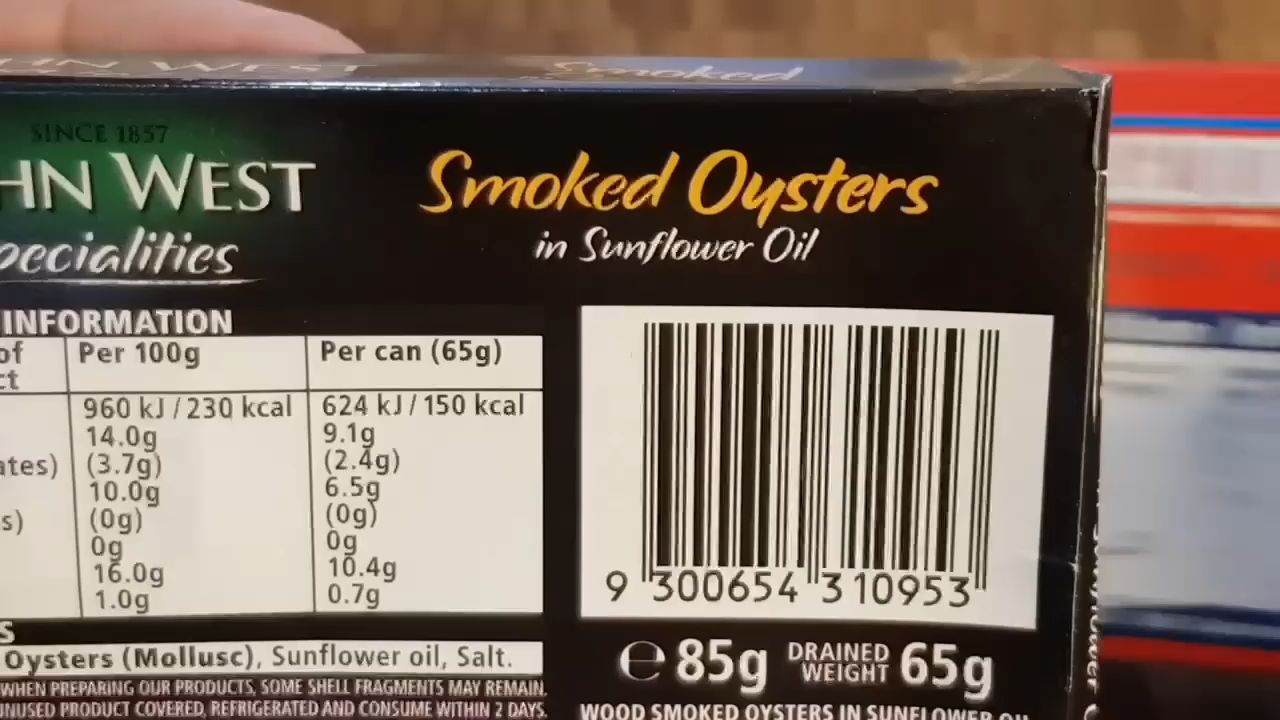 HN WEST Smoked
SINCE 1857
HN WEST
pecialities
Smoked Oysters
in Sunflower Oil
INFORMATION
of Per 100g Per can (65g)
ct
960 kJ / 230 kcal 624 kJ / 150 kcal
14.0g 9.1g
ates) (3.7g) (2.4g)
10.0g 6.5g
s) (0g) (0g)
0g 0g
16.0g 10.4g
1.0g 0.7g
S
Oysters (Mollusc), Sunflower oil, Salt.
WHEN PREPARING OUR PRODUCTS, SOME SHELL FRAGMENTS MAY REMAIN.
UNUSED PRODUCT COVERED, REFRIGERATED AND CONSUME WITHIN 2 DAYS.
9 300654 310953
e 85g DRAINED WEIGHT 65g
WOOD SMOKED OYSTERS IN SUNFLOWER OIL